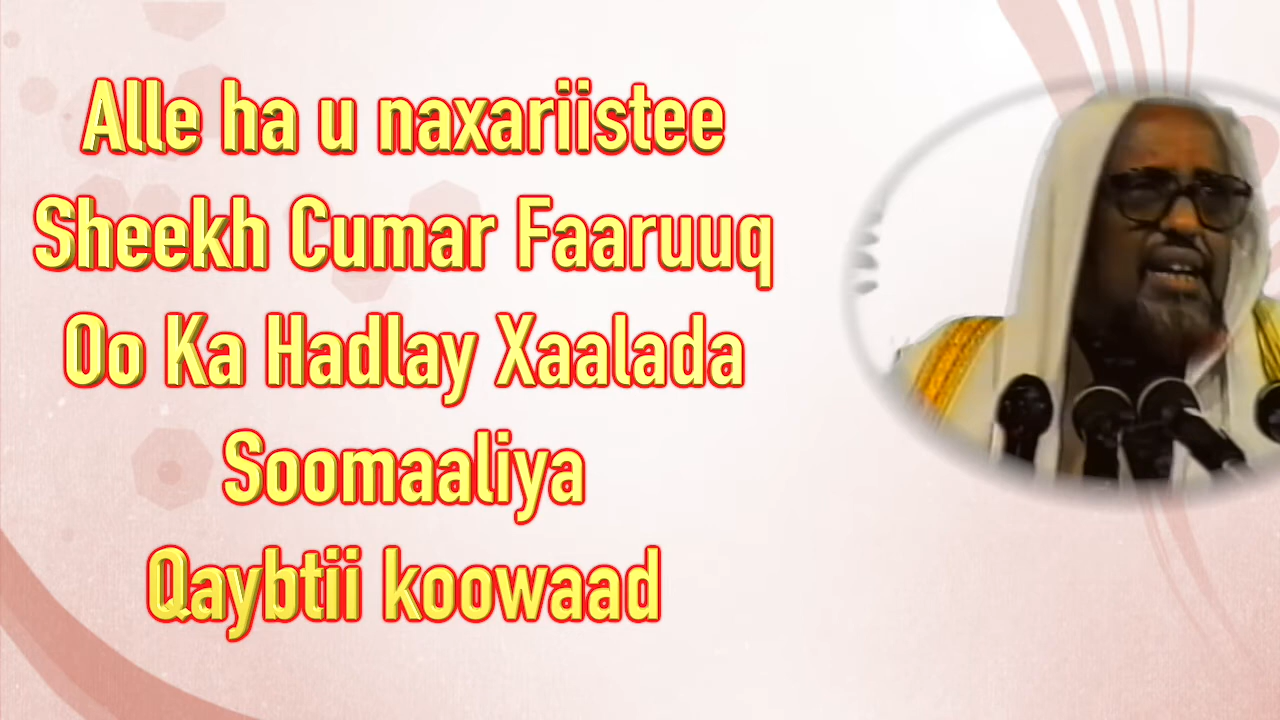 Alle ha u naxariistee
Sheekh Cumar Faaruuq
Oo Ka Hadlay Xaalada
Soomaaliya
Qaybtii koowaad